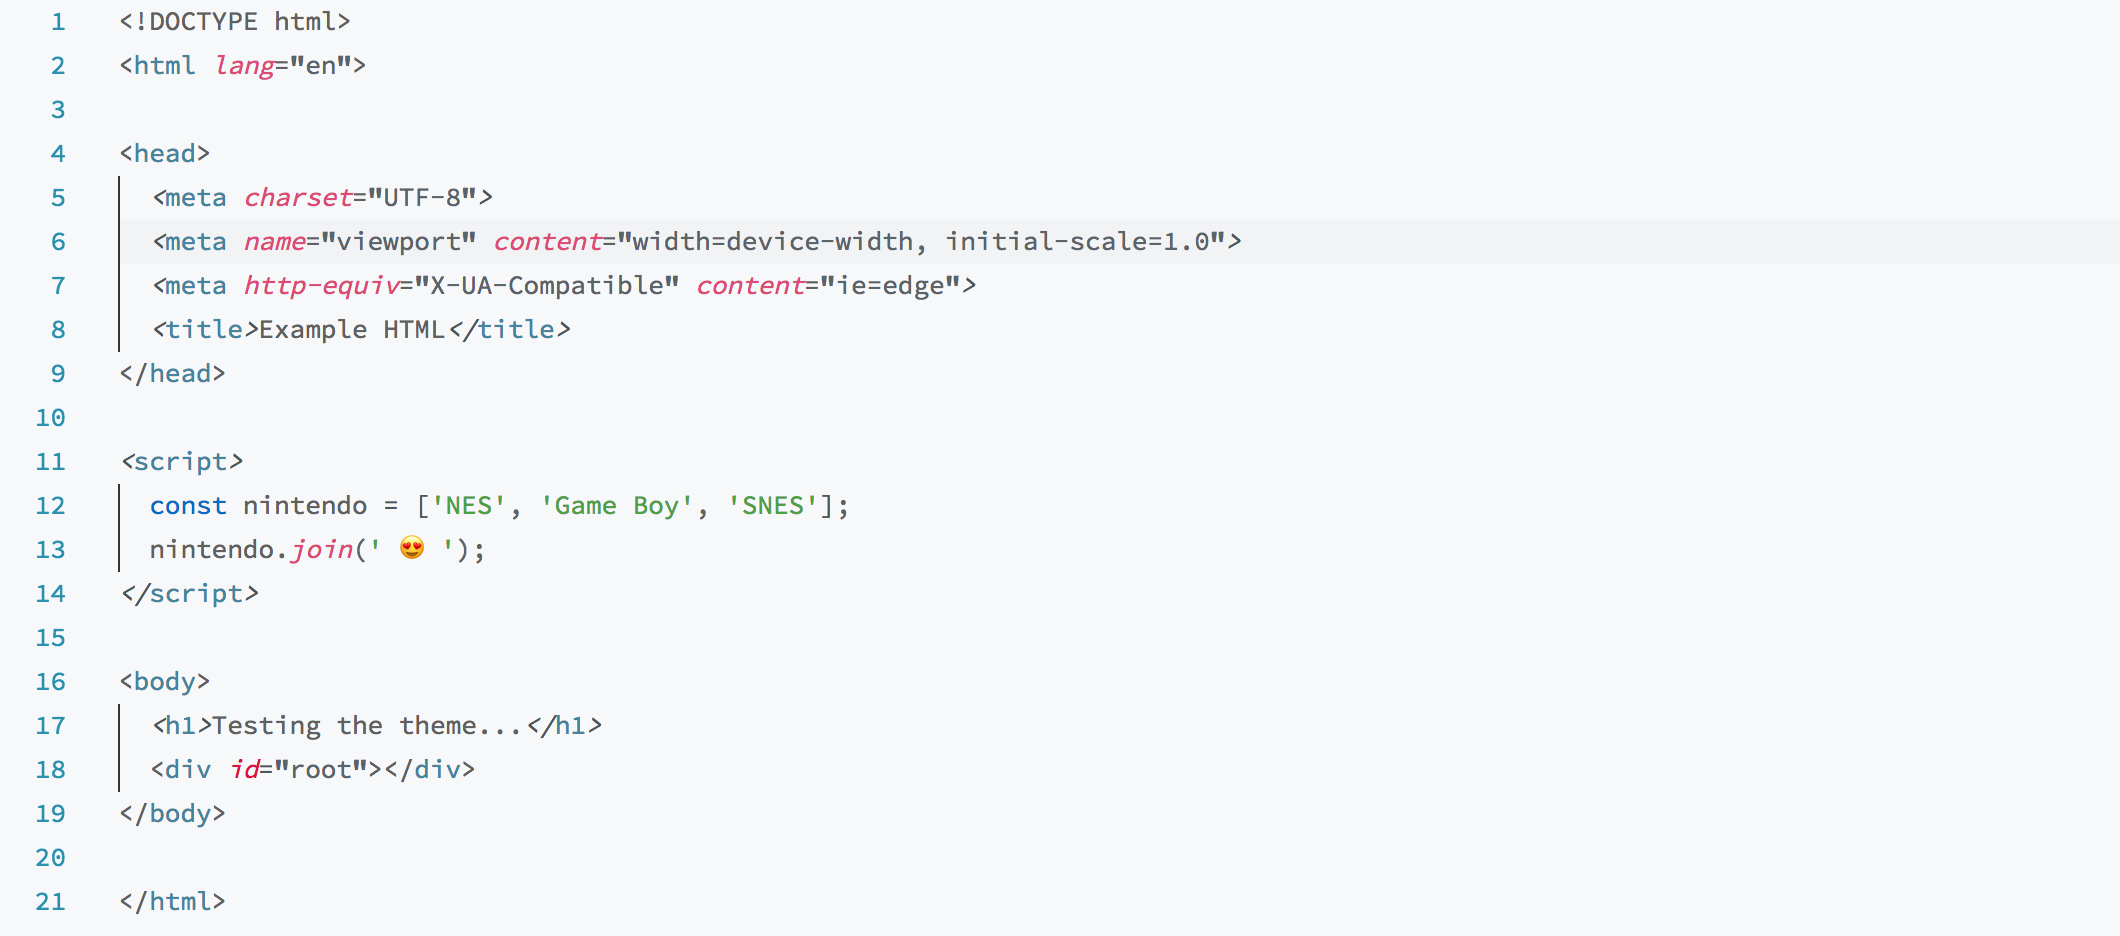 1 <!DOCTYPE html>
2 <html lang="en">
3
4 <head>
5   <meta charset="UTF-8">
6   <meta name="viewport" content="width=device-width, initial-scale=1.0">
7   <meta http-equiv="X-UA-Compatible" content="ie=edge">
8   <title>Example HTML</title>
9 </head>
10
11 <script>
12   const nintendo = ['NES', 'Game Boy', 'SNES'];
13   nintendo.join(' 😍 ');
14 </script>
15
16 <body>
17   <h1>Testing the theme...</h1>
18   <div id="root"></div>
19 </body>
20
21 </html>